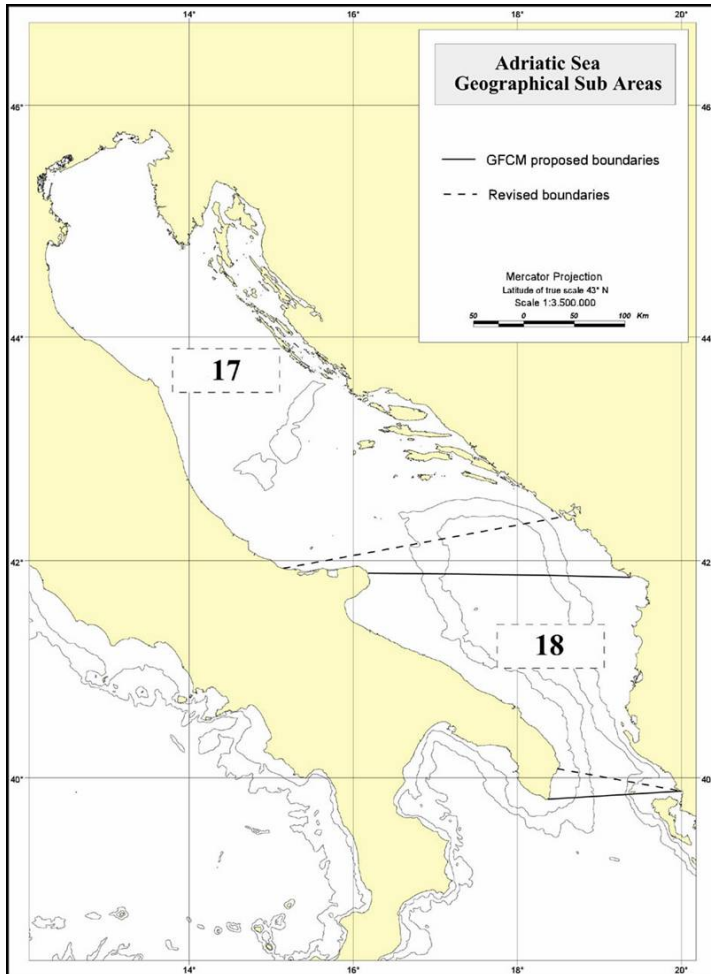 14°
16°
18°
20°
Adriatic Sea
Geographical Sub Areas
GFCM proposed boundaries
Revised boundaries
Mercator Projection
Latitude of true scale 43° N
Scale 1:3.500.000
50 0 50 100 Km
46°
46°
44°
44°
17
42°
42°
18
40°
40°
14°
16°
18°
20°